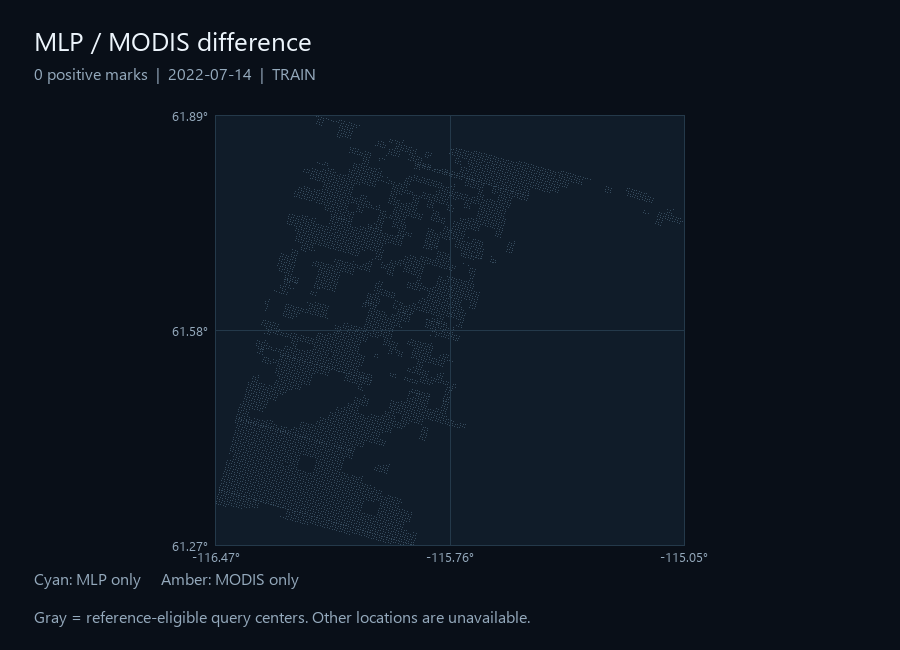 MLP / MODIS difference
0 positive marks | 2022-07-14 | TRAIN
61.89°
61.58°
61.27°
-116.47° -115.76° -115.05°
Cyan: MLP only Amber: MODIS only
Gray = reference-eligible query centers. Other locations are unavailable.